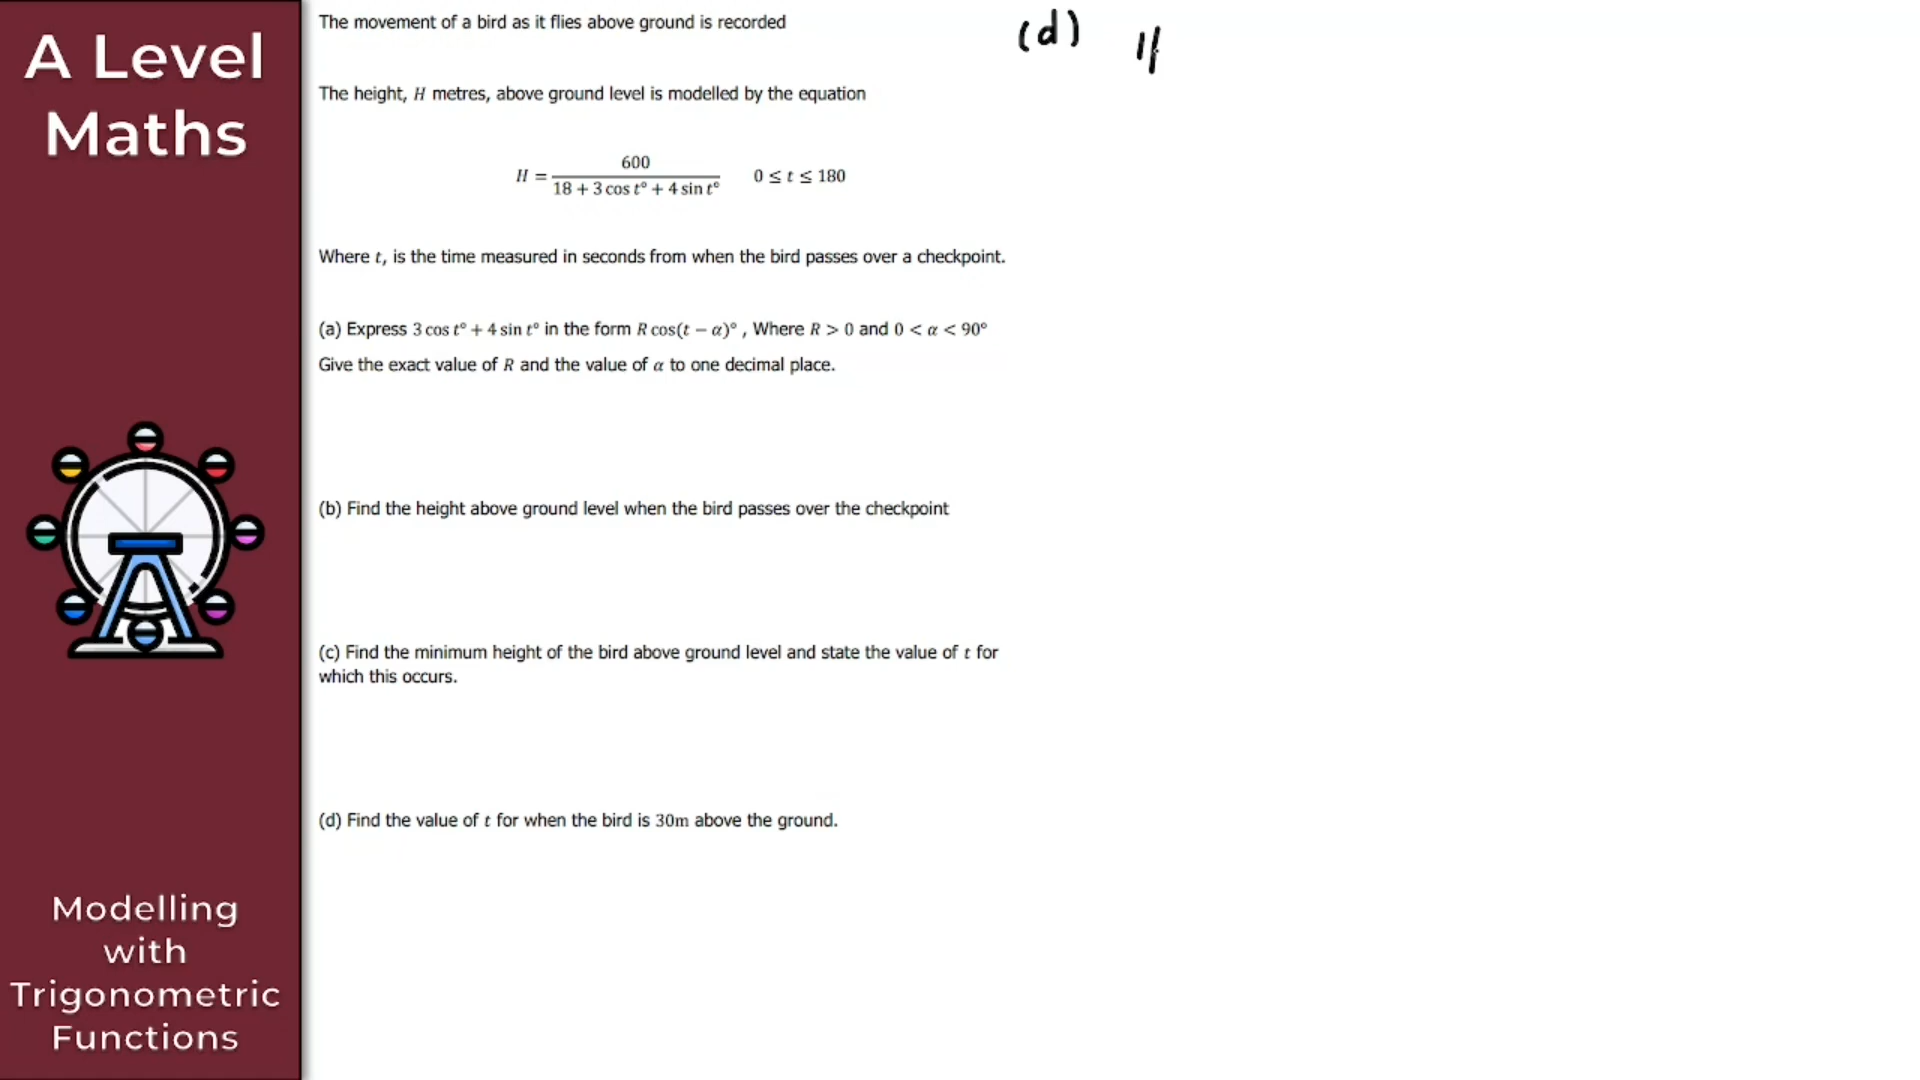 A Level
Maths
Modelling
with
Trigonometric
Functions
The movement of a bird as it flies above ground is recorded
The height, H metres, above ground level is modelled by the equation
H = 600 / (18 + 3 cos t° + 4 sin t°)    0 ≤ t ≤ 180
Where t, is the time measured in seconds from when the bird passes over a checkpoint.
(a) Express 3 cos t° + 4 sin t° in the form R cos(t − α)° , Where R > 0 and 0 < α < 90°
Give the exact value of R and the value of α to one decimal place.
(b) Find the height above ground level when the bird passes over the checkpoint
(c) Find the minimum height of the bird above ground level and state the value of t for
which this occurs.
(d) Find the value of t for when the bird is 30m above the ground.
(d)